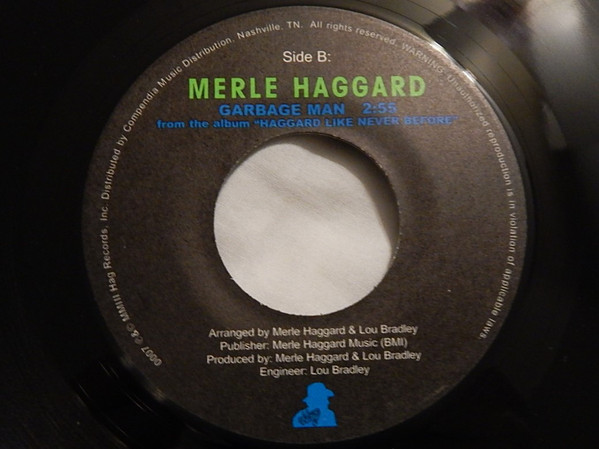 0007 ℗&© MMIII Hag Records, Inc. Distributed by Compendia Music Distribution, Nashville, TN. All rights reserved. WARNING: Unauthorized reproduction is in violation of applicable laws
Side B:
MERLE HAGGARD
GARBAGE MAN 2:55
from the album "HAGGARD LIKE NEVER BEFORE"
Arranged by Merle Haggard & Lou Bradley
Publisher: Merle Haggard Music (BMI)
Produced by: Merle Haggard & Lou Bradley
Engineer: Lou Bradley